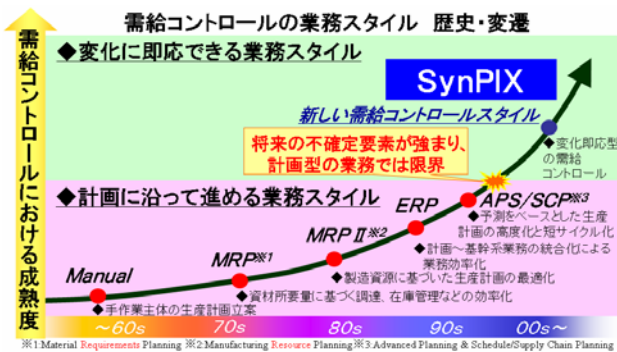 需給コントロールの業務スタイル 歴史・変遷
需給コントロールにおける成熟度
◆変化に即応できる業務スタイル
SynPIX
新しい需給コントロールスタイル
将来の不確定要素が強まり、
計画型の業務では限界
◆変化即応型
の需給
コントロール
◆計画に沿って進める業務スタイル
APS/SCP※3
◆予測をベースとした生産
計画の高度化と短サイクル化
ERP
◆計画～基幹系業務の統合化による
業務効率化
MRPⅡ※2
◆製造資源に基づいた生産計画の最適化
MRP※1
◆資材所要量に基づく調達、在庫管理などの効率化
Manual
◆手作業主体の生産計画立案
～60s 70s 80s 90s 00s～
※1:Material Requirements Planning ※2:Manufacturing Resource Planning ※3:Advanced Planning & Schedule/Supply Chain Planning